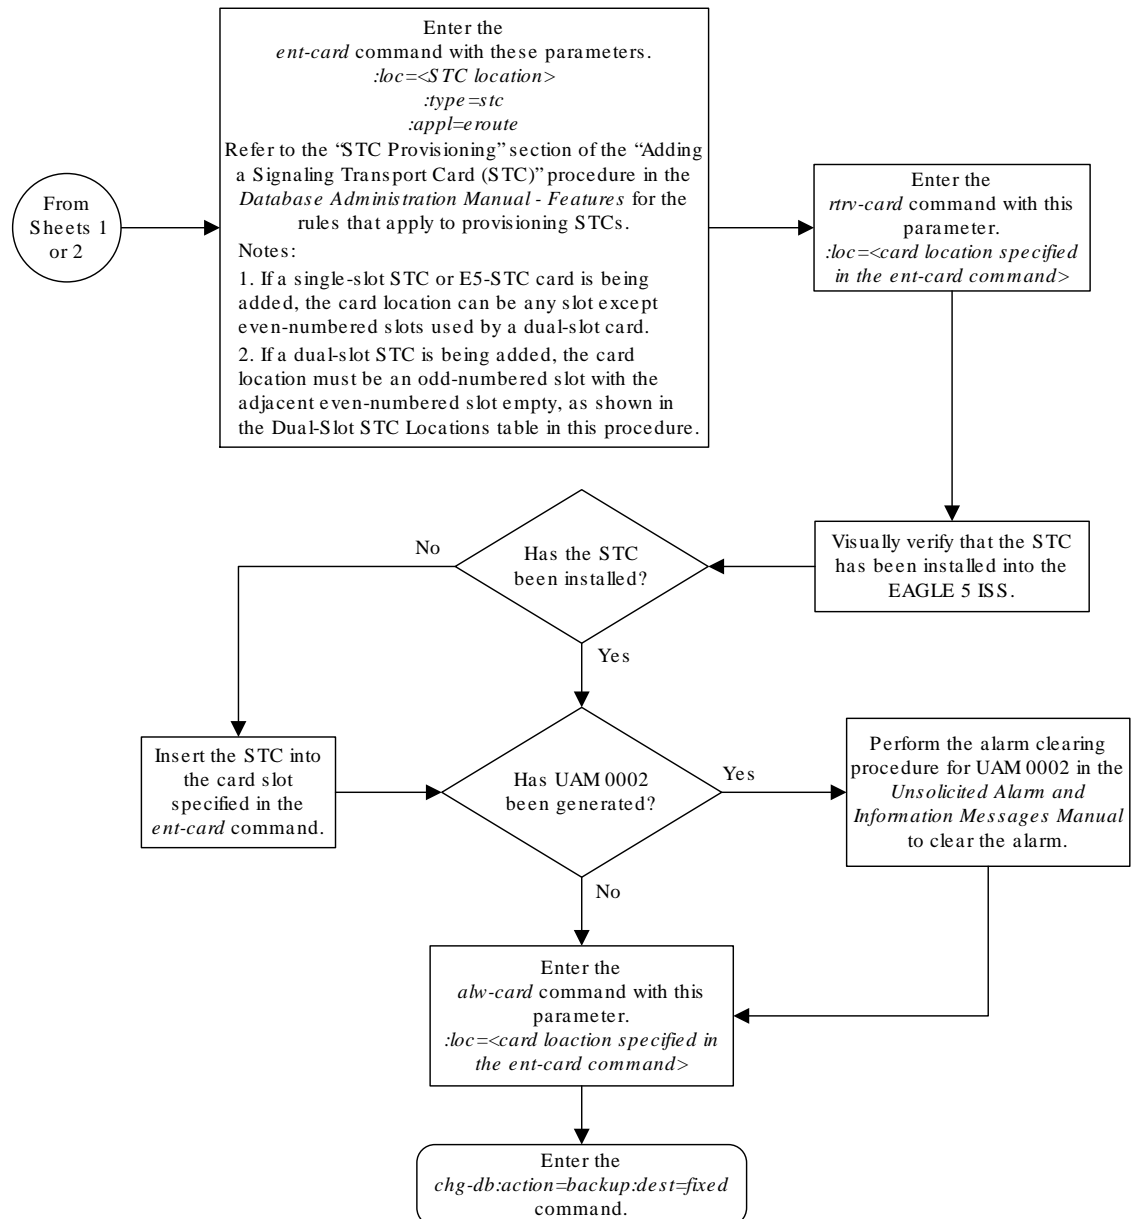 Enter the
ent-card command with these parameters.
:loc=<STC location>
:type=stc
:appl=eroute
Refer to the “STC Provisioning” section of the “Adding
a Signaling Transport Card (STC)” procedure in the
Database Administration Manual - Features for the
rules that apply to provisioning STCs.
Notes:
1. If a single-slot STC or E5-STC card is being
added, the card location can be any slot except
even-numbered slots used by a dual-slot card.
2. If a dual-slot STC is being added, the card
location must be an odd-numbered slot with the
adjacent even-numbered slot empty, as shown in
the Dual-Slot STC Locations table in this procedure.
From
Sheets 1
or 2
Enter the
rtrv-card command with this
parameter.
:loc=<card location specified
in the ent-card command>
Visually verify that the STC
has been installed into the
EAGLE 5 ISS.
Has the STC
been installed?
No
Yes
Insert the STC into
the card slot
specified in the
ent-card command.
Has UAM 0002
been generated?
Yes
No
Perform the alarm clearing
procedure for UAM 0002 in the
Unsolicited Alarm and
Information Messages Manual
to clear the alarm.
Enter the
alw-card command with this
parameter.
:loc=<card loaction specified in
the ent-card command>
Enter the
chg-db:action=backup:dest=fixed
command.